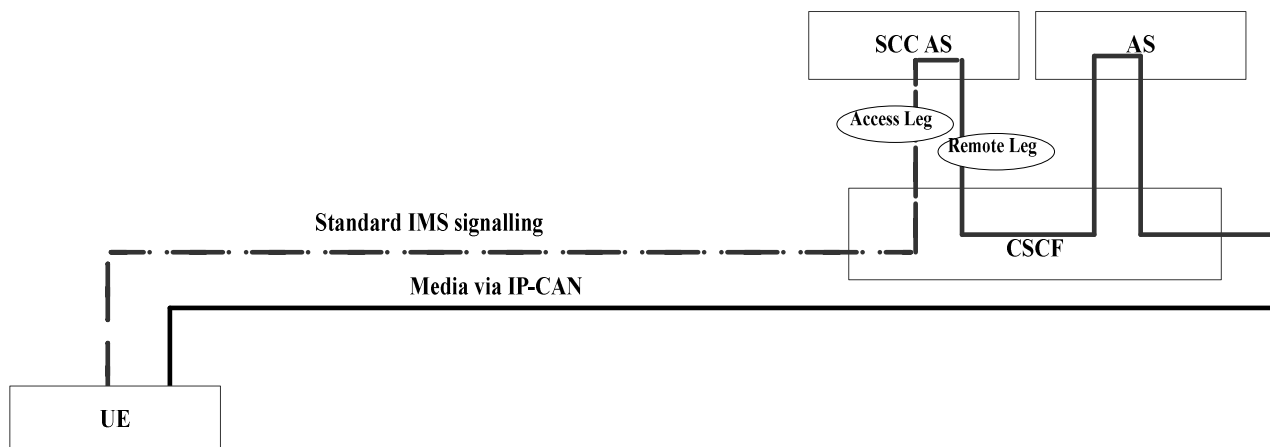 SCC AS
AS
Access Leg
Remote Leg
Standard IMS signalling
CSCF
Media via IP-CAN
UE